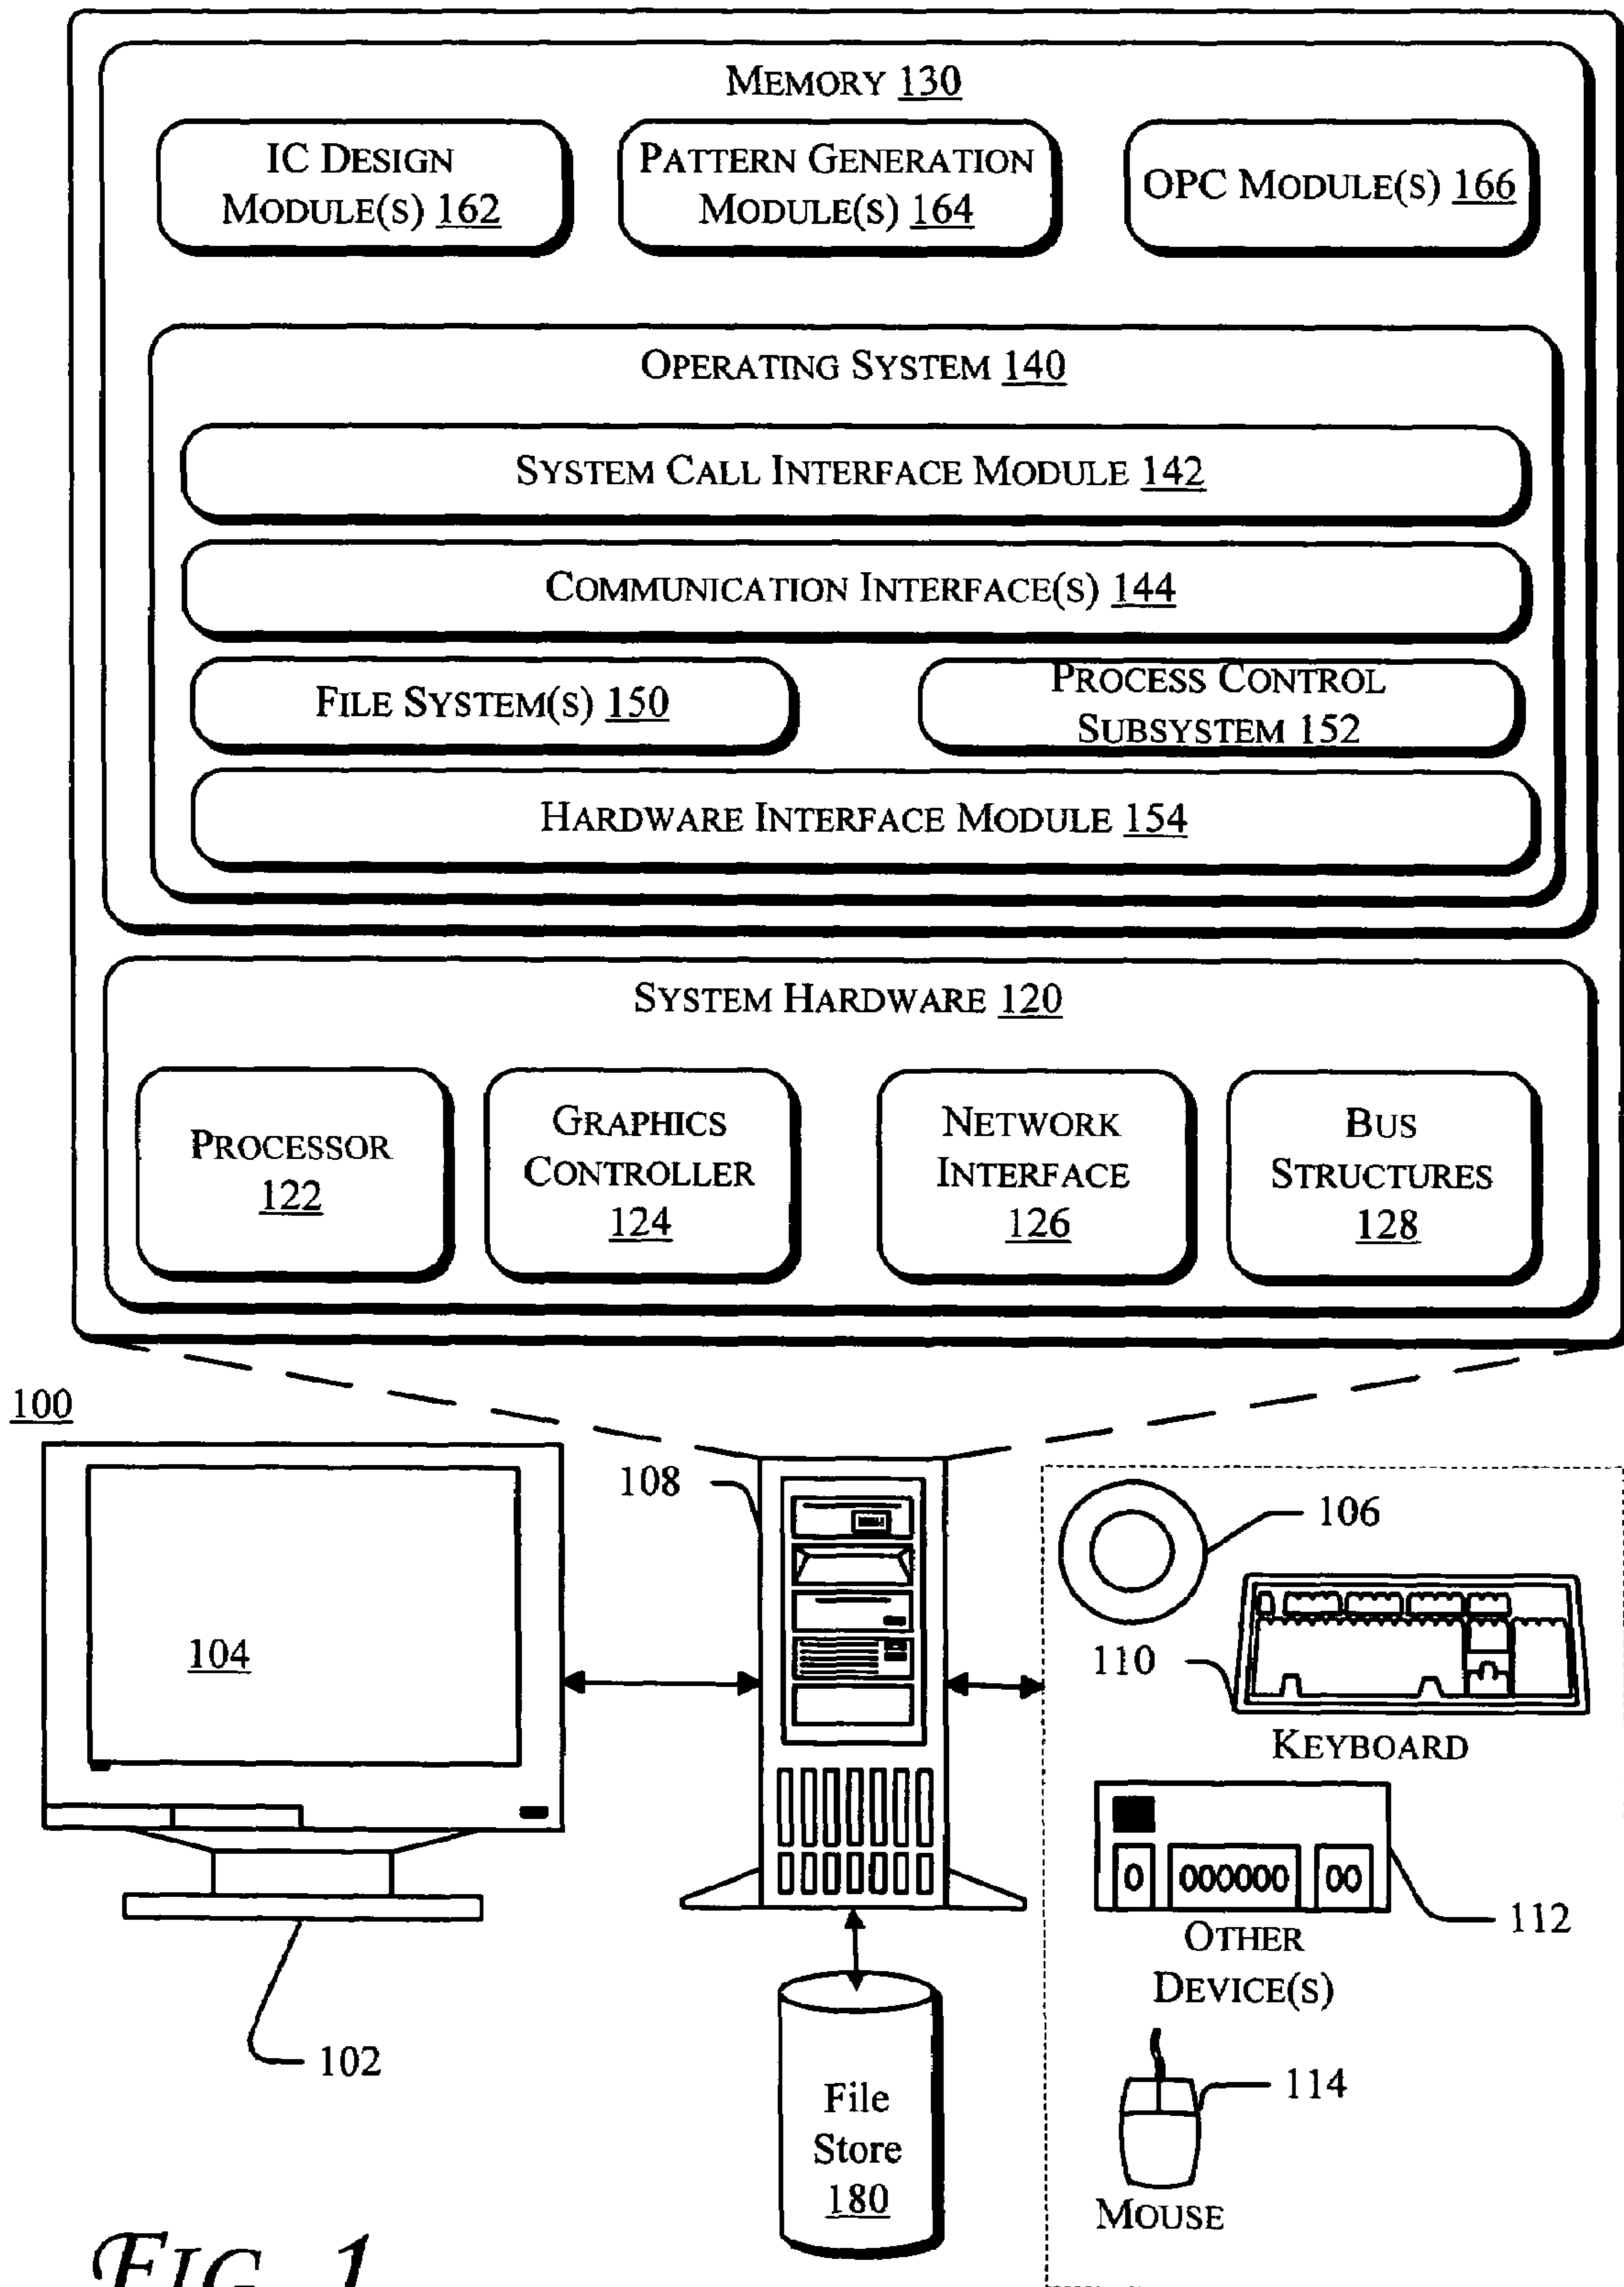 MEMORY 130
IC DESIGN
MODULE(S) 162
PATTERN GENERATION
MODULE(S) 164
OPC MODULE(S) 166
OPERATING SYSTEM 140
SYSTEM CALL INTERFACE MODULE 142
COMMUNICATION INTERFACE(S) 144
FILE SYSTEM(S) 150
PROCESS CONTROL
SUBSYSTEM 152
HARDWARE INTERFACE MODULE 154
SYSTEM HARDWARE 120
PROCESSOR
122
GRAPHICS
CONTROLLER
124
NETWORK
INTERFACE
126
BUS
STRUCTURES
128
100
108
106
104
110
KEYBOARD
112
OTHER
DEVICE(S)
102
File
Store
180
114
MOUSE
FIG. 1